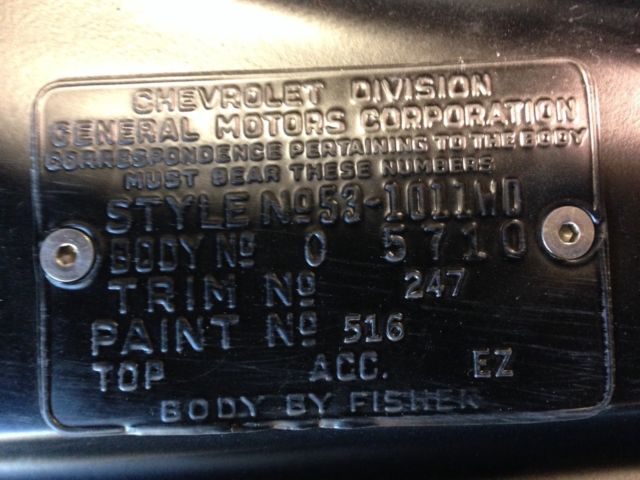 CHEVROLET DIVISION
GENERAL MOTORS CORPORATION
CORRESPONDENCE PERTAINING TO THE BODY
MUST BEAR THESE NUMBERS
STYLE Nº 53-1011WD
BODY Nº O 5710
TRIM Nº 247
PAINT Nº 516
TOP ACC. EZ
BODY BY FISHER